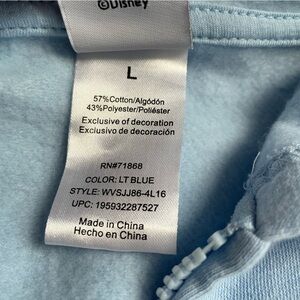 ©Disney
L
57%Cotton/Algodón
43%Polyester/Poliéster
Exclusive of decoration
Exclusivo de decoración
RN#71868
COLOR: LT BLUE
STYLE: WVSJJ86-4L16
UPC: 195932287527
Made in China
Hecho en China